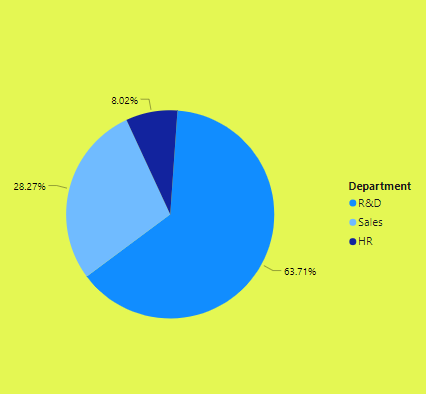 8.02%
28.27%
63.71%
Department
R&D
Sales
HR